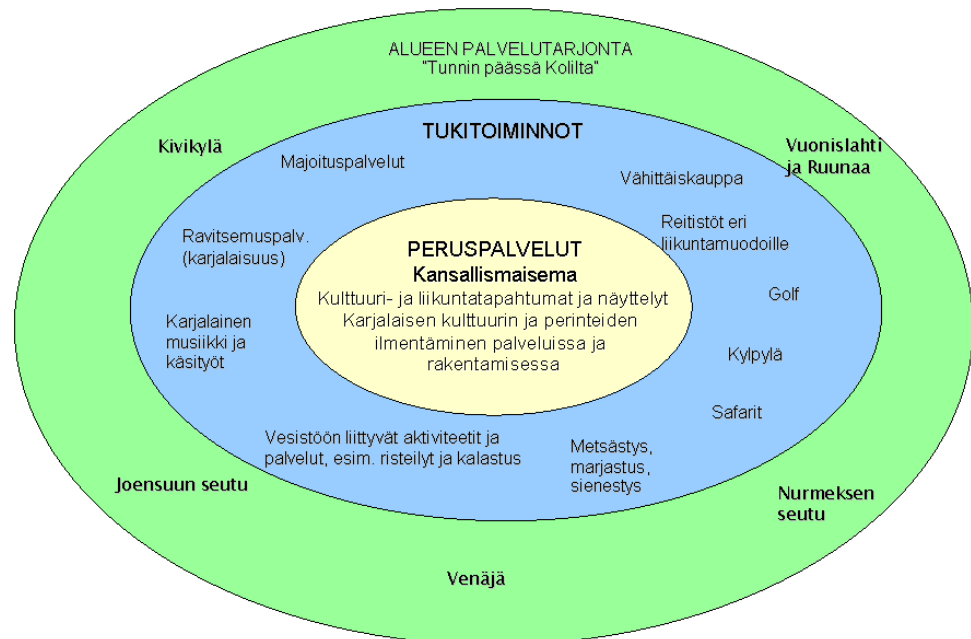 ALUEEN PALVELUTARJONTA
"Tunnin päässä Kolilta"
TUKITOIMINNOT
Kivikylä
Vuonislahti
ja Ruunaa
Majoituspalvelut
Vähittäiskauppa
Ravitsemuspalv.
(karjalaisuus)
Reitistöt eri
liikuntamuodoille
PERUSPALVELUT
Kansallismaisema
Kulttuuri- ja liikuntatapahtumat ja näyttelyt
Karjalaisen kulttuurin ja perinteiden
ilmentäminen palveluissa ja
rakentamisessa
Golf
Karjalainen
musiikki ja
käsityöt
Kylpylä
Safarit
Vesistöön liittyvät aktiviteetit ja
palvelut, esim. risteilyt ja kalastus
Metsästys,
marjastus,
sienestys
Joensuun seutu
Nurmeksen
seutu
Venäjä